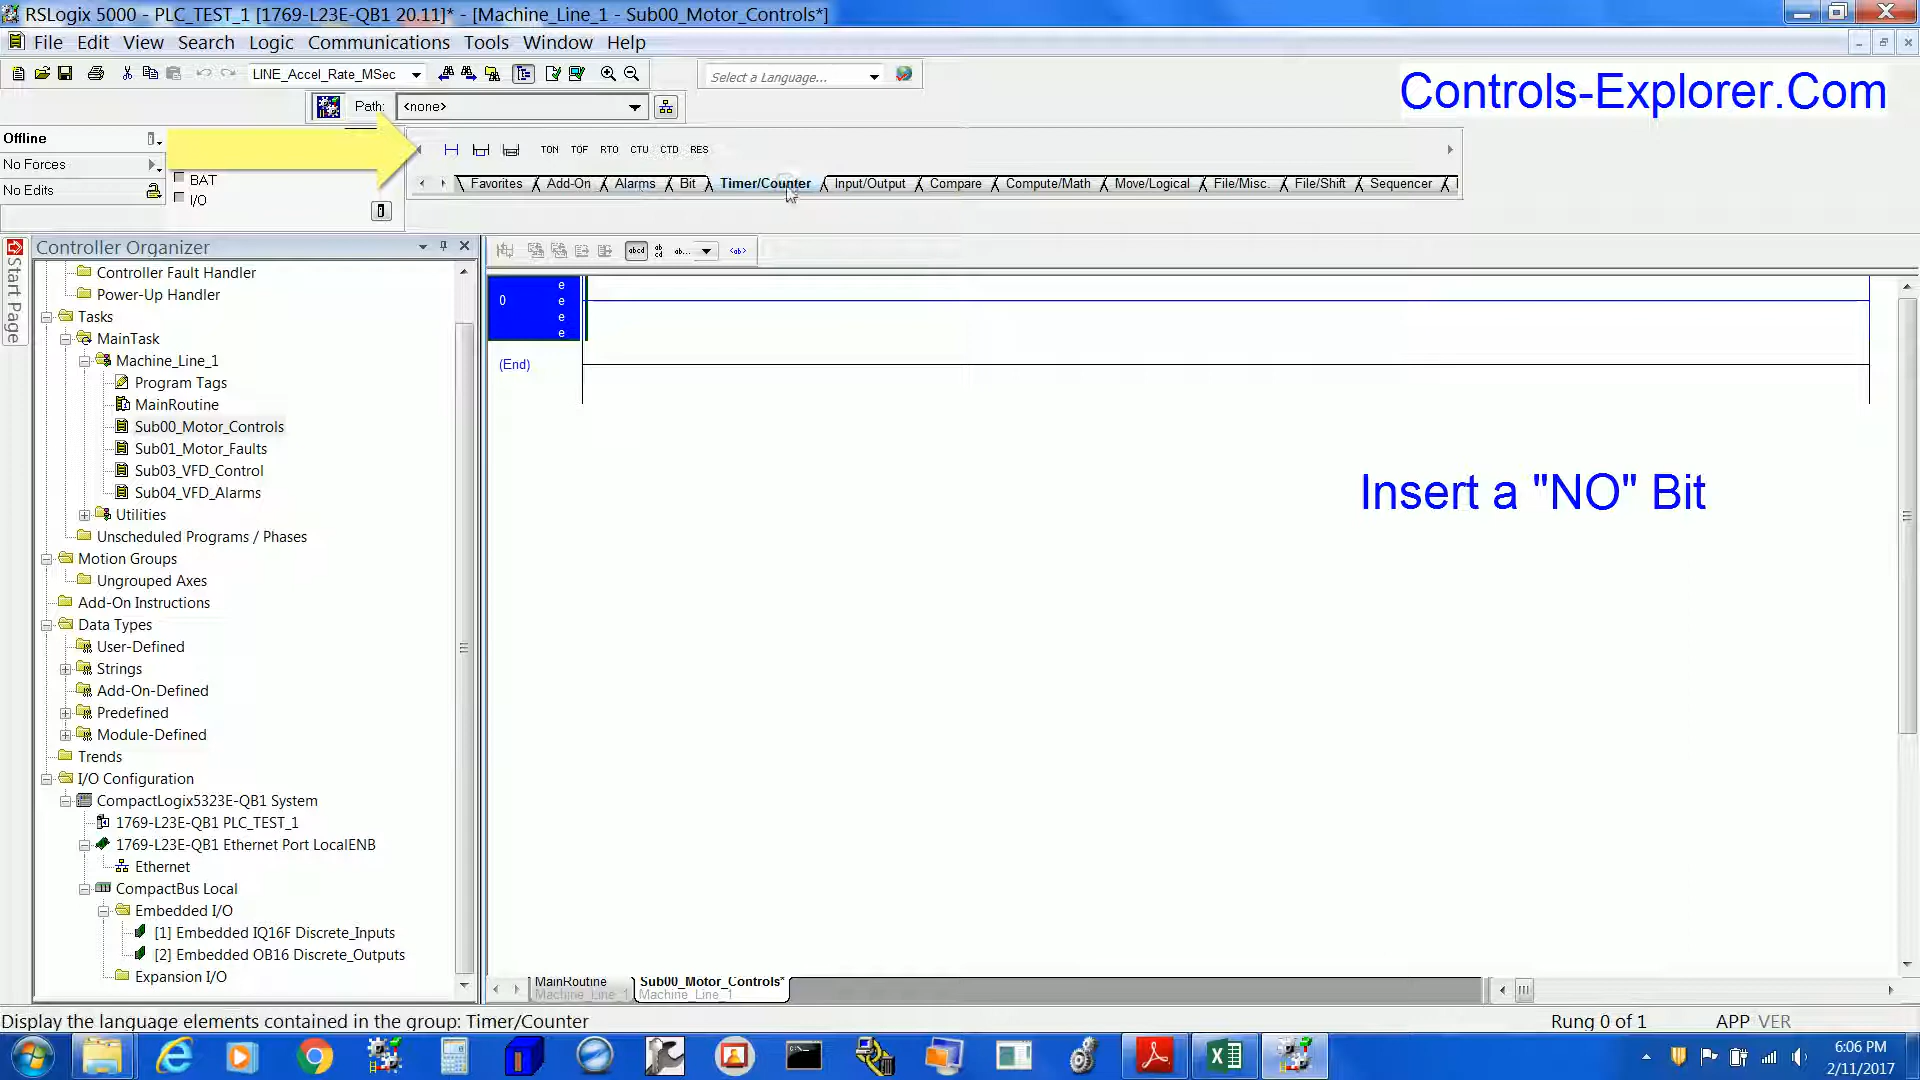 RSLogix 5000 - PLC_TEST_1 [1769-L23E-QB1 20.11]* - [Machine_Line_1 - Sub00_Motor_Controls*]
File Edit View Search Logic Communications Tools Window Help
LINE_Accel_Rate_MSec
Select a Language...
Controls-Explorer.Com
Path: <none>
Offline
No Forces
No Edits
BAT
I/O
TON TOF RTO CTU CTD RES
Favorites Add-On Alarms Bit Timer/Counter Input/Output Compare Compute/Math Move/Logical File/Misc. File/Shift Sequencer
Start Page
Controller Organizer
abcd
ab cd
ab...
<ab>
Controller Fault Handler
Power-Up Handler
Tasks
MainTask
Machine_Line_1
Program Tags
MainRoutine
Sub00_Motor_Controls
Sub01_Motor_Faults
Sub03_VFD_Control
Sub04_VFD_Alarms
Utilities
Unscheduled Programs / Phases
Motion Groups
Ungrouped Axes
Add-On Instructions
Data Types
User-Defined
Strings
Add-On-Defined
Predefined
Module-Defined
Trends
I/O Configuration
CompactLogix5323E-QB1 System
1769-L23E-QB1 PLC_TEST_1
1769-L23E-QB1 Ethernet Port LocalENB
Ethernet
CompactBus Local
Embedded I/O
[1] Embedded IQ16F Discrete_Inputs
[2] Embedded OB16 Discrete_Outputs
Expansion I/O
0
e
e
e
e
(End)
Insert a "NO" Bit
MainRoutine
Machine_Line_1
Sub00_Motor_Controls*
Machine_Line_1
Display the language elements contained in the group: Timer/Counter
Rung 0 of 1
APP VER
6:06 PM
2/11/2017